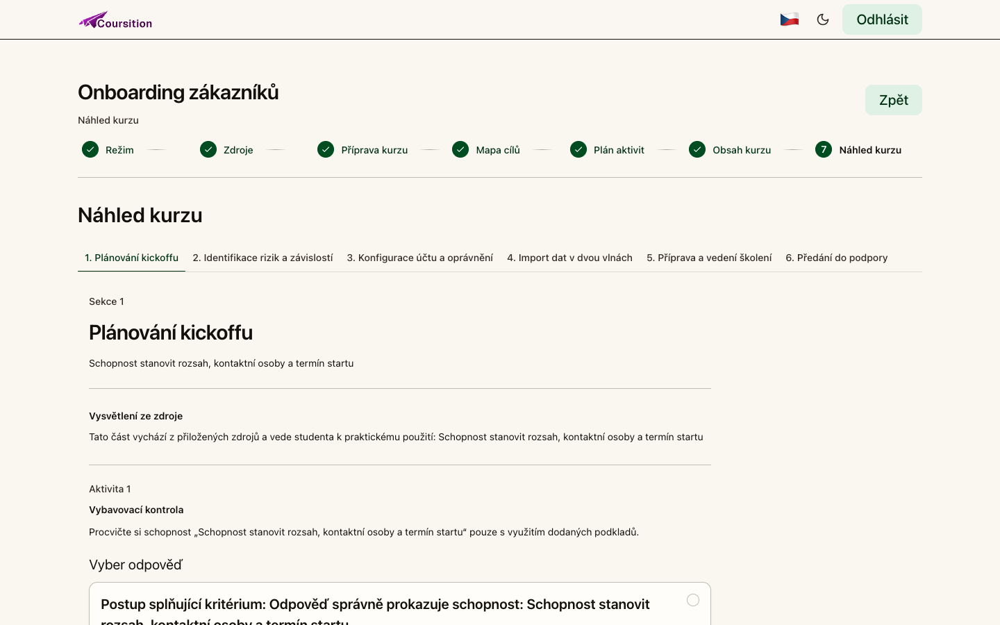 Coursition
Odhlásit
Onboarding zákazníků
Zpět
Náhled kurzu
Režim
Zdroje
Příprava kurzu
Mapa cílů
Plán aktivit
Obsah kurzu
7 Náhled kurzu
Náhled kurzu
1. Plánování kickoffu
2. Identifikace rizik a závislostí
3. Konfigurace účtu a oprávnění
4. Import dat v dvou vlnách
5. Příprava a vedení školení
6. Předání do podpory
Sekce 1
Plánování kickoffu
Schopnost stanovit rozsah, kontaktní osoby a termín startu
Vysvětlení ze zdroje
Tato část vychází z přiložených zdrojů a vede studenta k praktickému použití: Schopnost stanovit rozsah, kontaktní osoby a termín startu
Aktivita 1
Vybavovací kontrola
Procvičte si schopnost „Schopnost stanovit rozsah, kontaktní osoby a termín startu“ pouze s využitím dodaných podkladů.
Vyber odpověď
Postup splňující kritérium: Odpověď správně prokazuje schopnost: Schopnost stanovit
rozsah, kontaktní osoby a termín startu